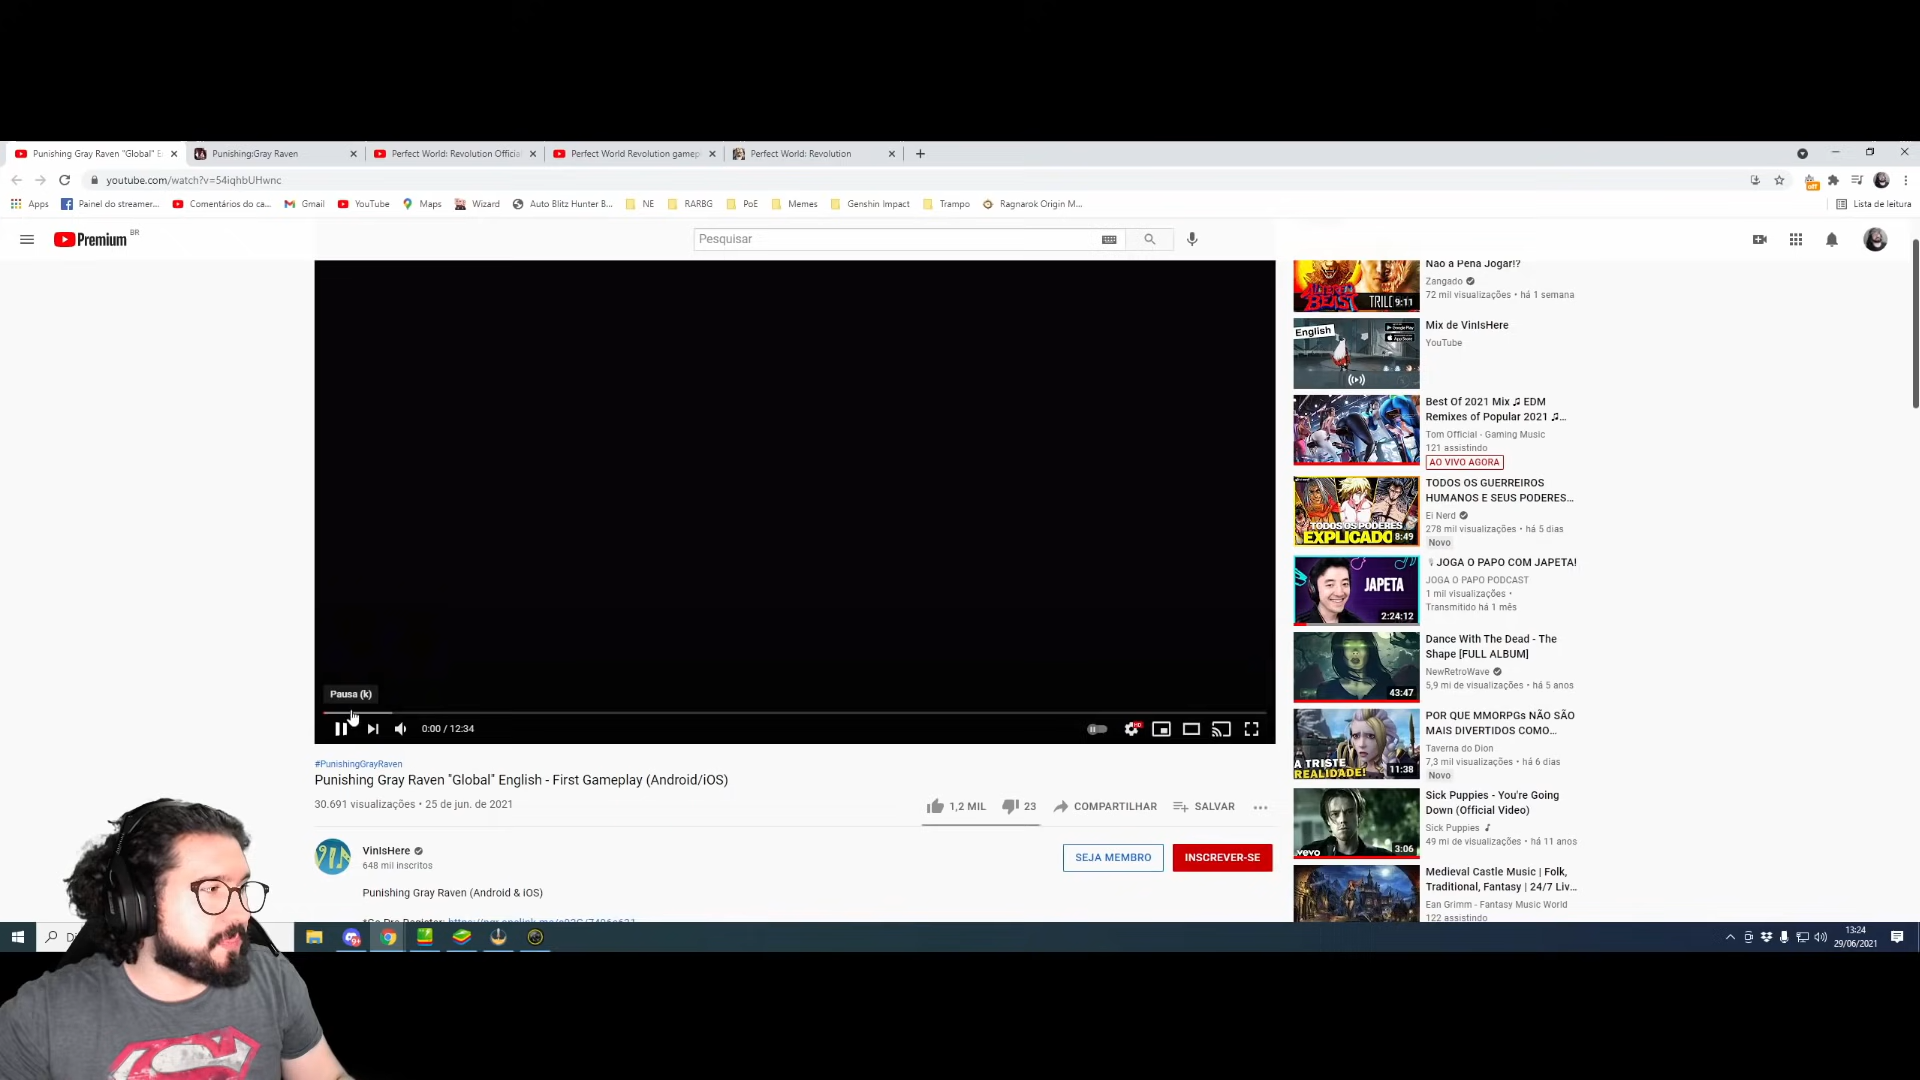 Punishing Gray Raven "Global" E
Punishing:Gray Raven
Perfect World: Revolution Officia
Perfect World Revolution gamep
Perfect World: Revolution
youtube.com/watch?v=54iqhbUHwnc
off
Apps
Painel do streamer...
Comentários do ca...
Gmail
YouTube
Maps
Wizard
Auto Blitz Hunter B...
NE
RARBG
PoE
Memes
Genshin Impact
Trampo
Ragnarok Origin M...
Lista de leitura
Premium BR
Pesquisar
Não a Pena Jogar!?
Zangado
72 mil visualizações • há 1 semana
ALTERED BEAST
9:11
English
Google Play
App Store
Mix de VinIsHere
YouTube
Best Of 2021 Mix ♫ EDM
Remixes of Popular 2021 ♫...
Tom Official - Gaming Music
121 assistindo
AO VIVO AGORA
TODOS OS GUERREIROS
HUMANOS E SEUS PODERES...
Ei Nerd
278 mil visualizações • há 5 dias
Novo
TODOS OS PODERES
EXPLICADO
8:49
JOGA O PAPO COM JAPETA!
JOGA O PAPO PODCAST
1 mil visualizações •
Transmitido há 1 mês
JAPETA
2:24:12
Dance With The Dead - The
Shape [FULL ALBUM]
NewRetroWave
5,9 mi de visualizações • há 5 anos
43:47
POR QUE MMORPGs NÃO SÃO
MAIS DIVERTIDOS COMO...
Taverna do Dion
7,3 mil visualizações • há 6 dias
Novo
A TRISTE
REALIDADE!
11:38
Sick Puppies - You're Going
Down (Official Video)
Sick Puppies
49 mi de visualizações • há 11 anos
vevo
3:06
Medieval Castle Music | Folk,
Traditional, Fantasy | 24/7 Liv...
Ean Grimm - Fantasy Music World
122 assistindo
Pausa (k)
0:00 / 12:34
HD
#PunishingGrayRaven
Punishing Gray Raven "Global" English - First Gameplay (Android/iOS)
30.691 visualizações • 25 de jun. de 2021
1,2 MIL
23
COMPARTILHAR
SALVAR
VinIsHere
648 mil inscritos
SEJA MEMBRO
INSCREVER-SE
Punishing Gray Raven (Android & iOS)
13:24
29/06/2021